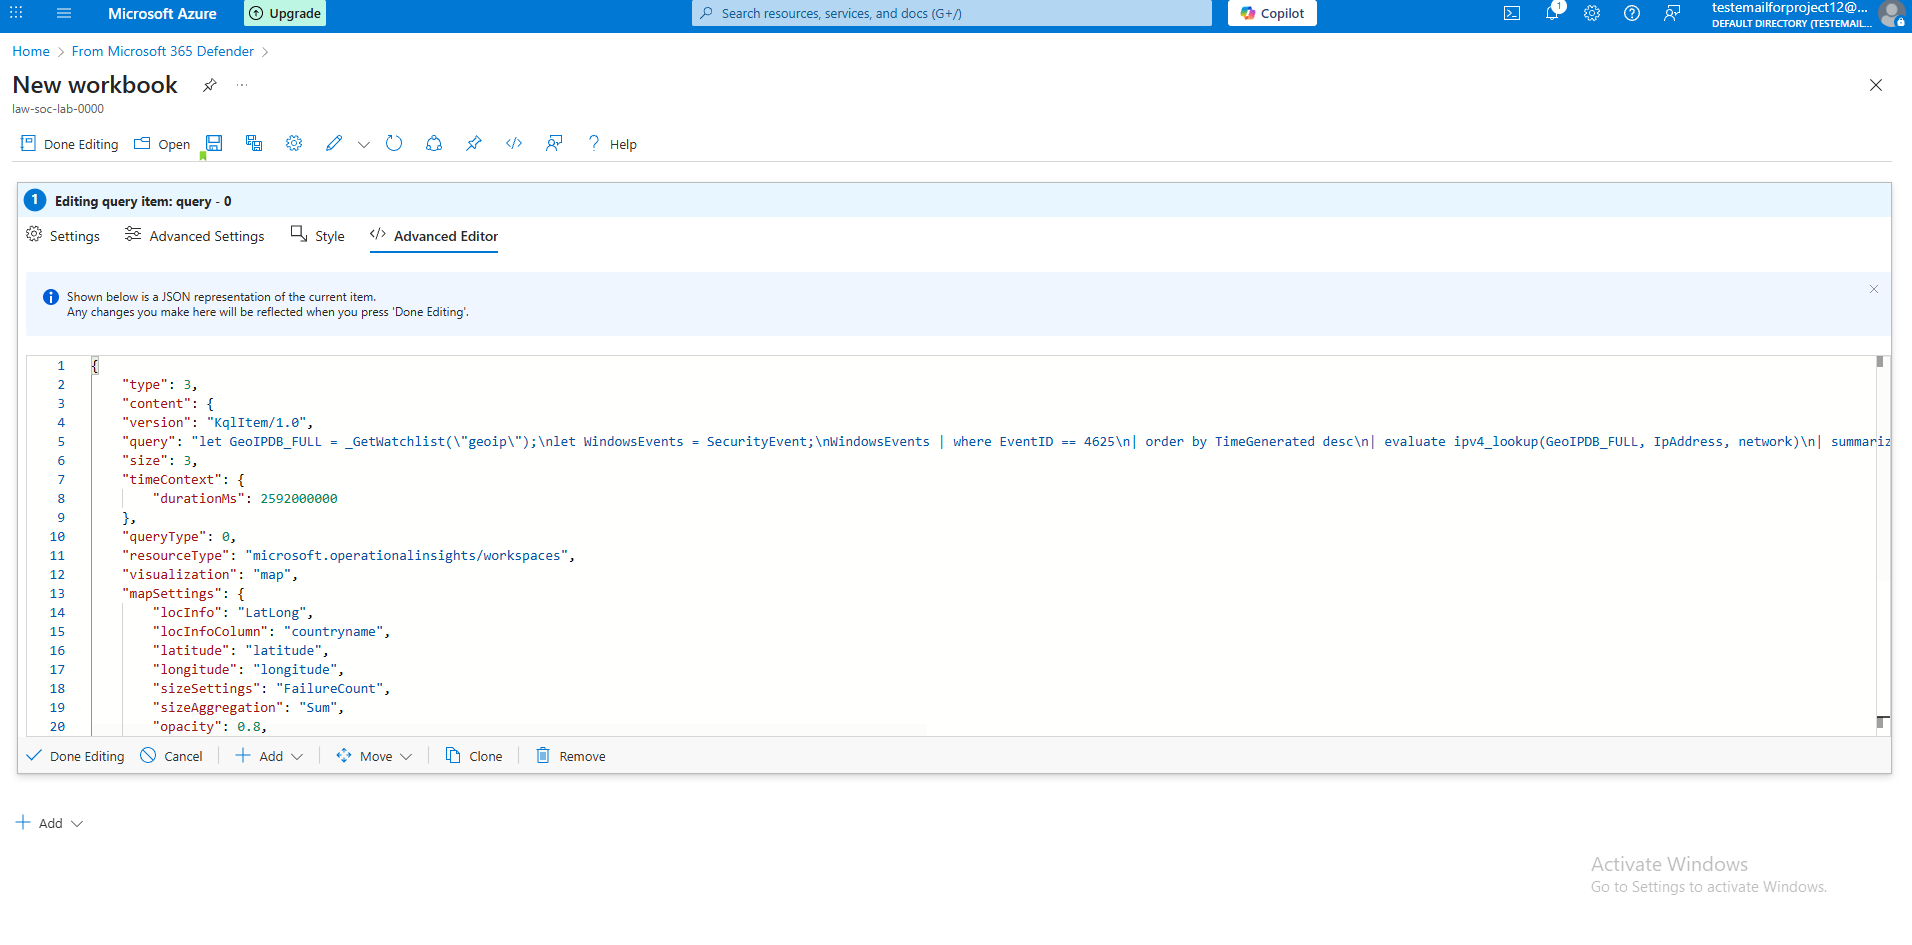 Microsoft Azure
Upgrade
Search resources, services, and docs (G+/)
Copilot
1
testemailforproject12@...
DEFAULT DIRECTORY (TESTEMAIL...
Home > From Microsoft 365 Defender >
New workbook
law-soc-lab-0000
Done Editing
Open
Help
1 Editing query item: query - 0
Settings
Advanced Settings
Style
</> Advanced Editor
Shown below is a JSON representation of the current item.
Any changes you make here will be reflected when you press 'Done Editing'.
1 {
2 "type": 3,
3 "content": {
4 "version": "KqlItem/1.0",
5 "query": "let GeoIPDB_FULL = _GetWatchlist(\"geoip\");\nlet WindowsEvents = SecurityEvent;\nWindowsEvents | where EventID == 4625\n| order by TimeGenerated desc\n| evaluate ipv4_lookup(GeoIPDB_FULL, IpAddress, network)\n| summariz
6 "size": 3,
7 "timeContext": {
8 "durationMs": 2592000000
9 },
10 "queryType": 0,
11 "resourceType": "microsoft.operationalinsights/workspaces",
12 "visualization": "map",
13 "mapSettings": {
14 "locInfo": "LatLong",
15 "locInfoColumn": "countryname",
16 "latitude": "latitude",
17 "longitude": "longitude",
18 "sizeSettings": "FailureCount",
19 "sizeAggregation": "Sum",
20 "opacity": 0.8,
Done Editing
Cancel
Add
Move
Clone
Remove
Add
Activate Windows
Go to Settings to activate Windows.